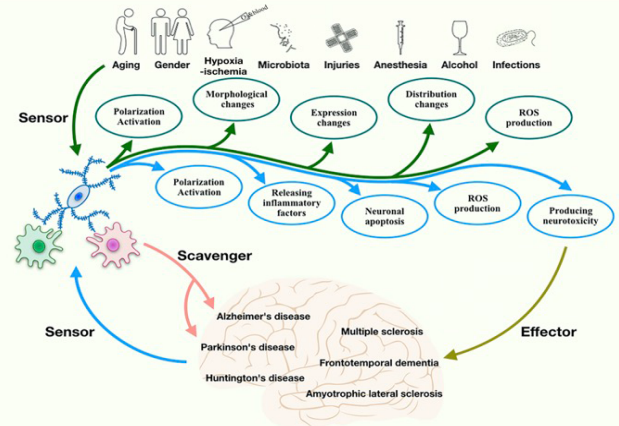 O₂&blood
Aging
Gender
Hypoxia
-ischemia
Microbiota
Injuries
Anesthesia
Alcohol
Infections
Sensor
Polarization
Activation
Morphological
changes
Expression
changes
Distribution
changes
ROS
production
Polarization
Activation
Releasing
inflammatory
factors
Neuronal
apoptosis
ROS
production
Producing
neurotoxicity
Scavenger
Sensor
Effector
Alzheimer's disease
Parkinson's disease
Huntington's disease
Multiple sclerosis
Frontotemporal dementia
Amyotrophic lateral sclerosis